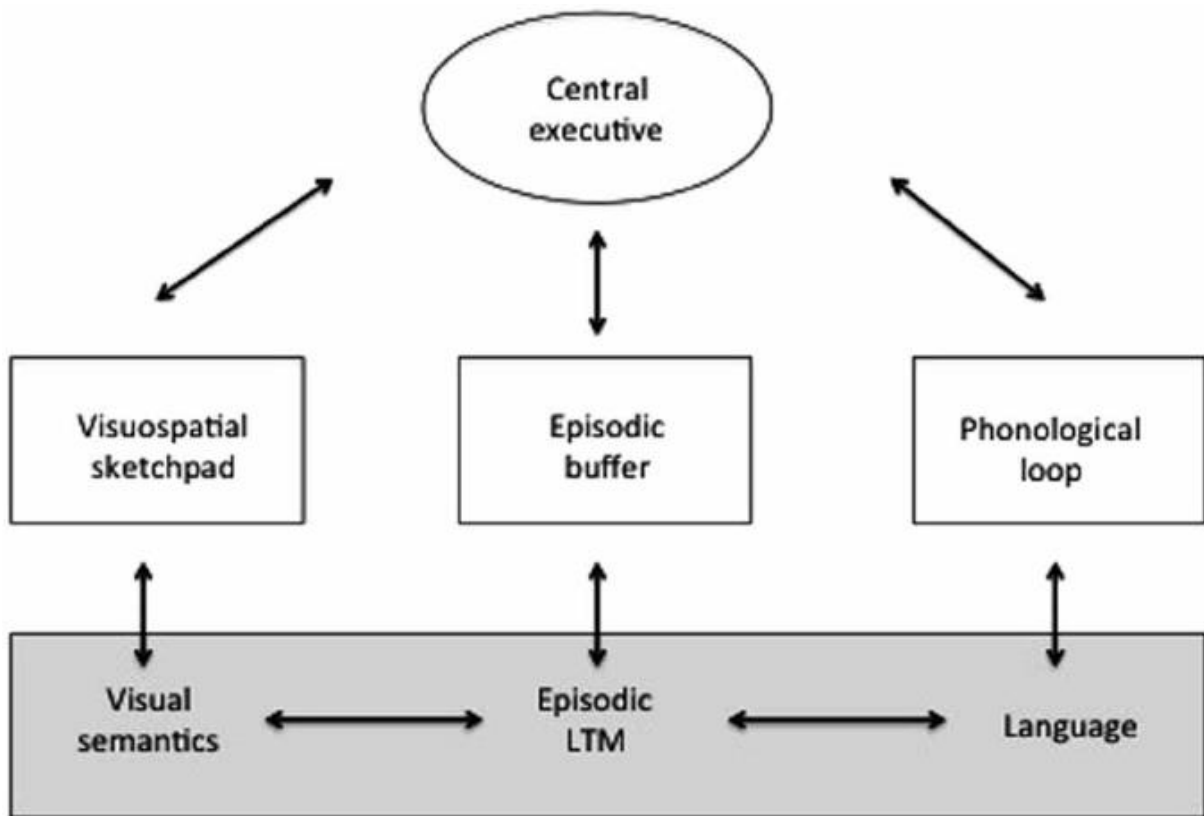 Central
executive
Visuospatial
sketchpad
Episodic
buffer
Phonological
loop
Visual
semantics
Episodic
LTM
Language